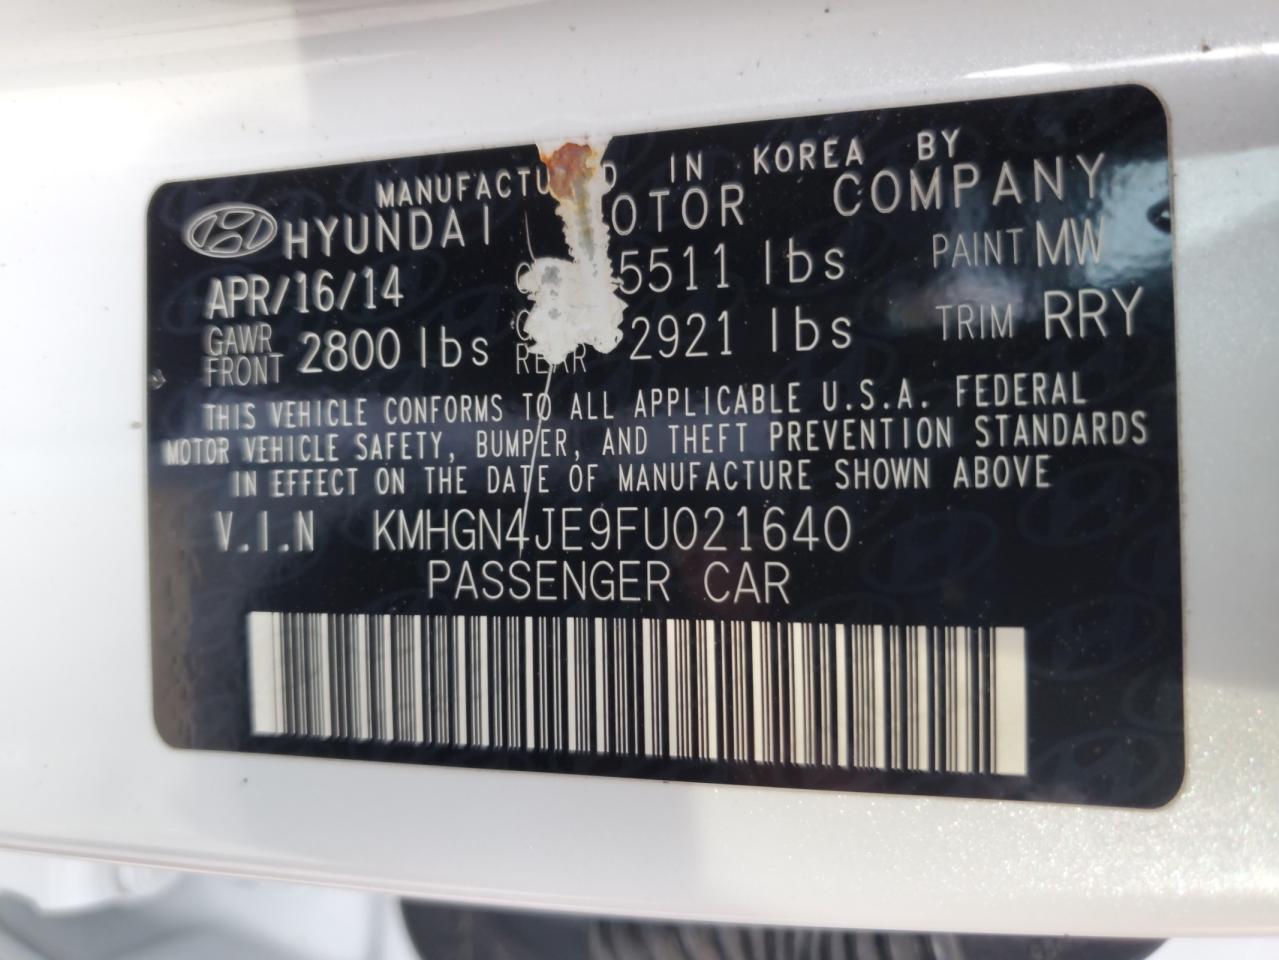 IN KOREA BY
HYUNDAI COMPANY
APR/16/14 5511 lbs PAINT MW
GAWR FRONT 2800 lbs REAR 2921 lbs TRIM RRY
THIS VEHICLE CONFORMS TO ALL APPLICABLE U.S.A. FEDERAL
MOTOR VEHICLE SAFETY, BUMPER, AND THEFT PREVENTION STANDARDS
IN EFFECT ON THE DATE OF MANUFACTURE SHOWN ABOVE
V.I.N KMHGN4JE9FU021640
PASSENGER CAR